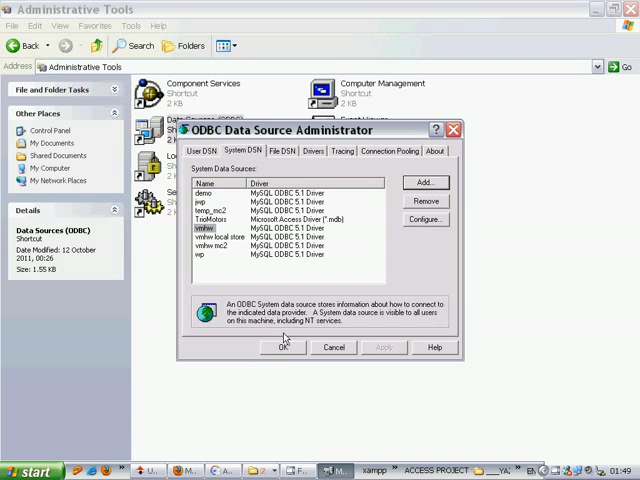 Administrative Tools
File Edit View Favorites Tools Help
Back Search Folders
Address Administrative Tools Go
File and Folder Tasks
Other Places
Control Panel
My Documents
Shared Documents
My Computer
My Network Places
Details
Data Sources (ODBC)
Shortcut
Date Modified: 12 October
2011, 00:26
Size: 1.55 KB
Component Services
Shortcut
2 KB
Computer Management
Shortcut
2 KB
ODBC Data Source Administrator
User DSN System DSN File DSN Drivers Tracing Connection Pooling About
System Data Sources:
Name Driver
demo MySQL ODBC 5.1 Driver
jwp MySQL ODBC 5.1 Driver
temp_mc2 MySQL ODBC 5.1 Driver
TrioMotors Microsoft Access Driver (*.mdb)
vmhw MySQL ODBC 5.1 Driver
vmhw local store MySQL ODBC 5.1 Driver
vmhw mc2 MySQL ODBC 5.1 Driver
wp MySQL ODBC 5.1 Driver
Add...
Remove
Configure...
An ODBC System data source stores information about how to connect to
the indicated data provider. A System data source is visible to all users
on this machine, including NT services.
OK Cancel Apply Help
start U.. M.. A.. 2 F.. M.. xampp ACCESS PROJECT 01:49